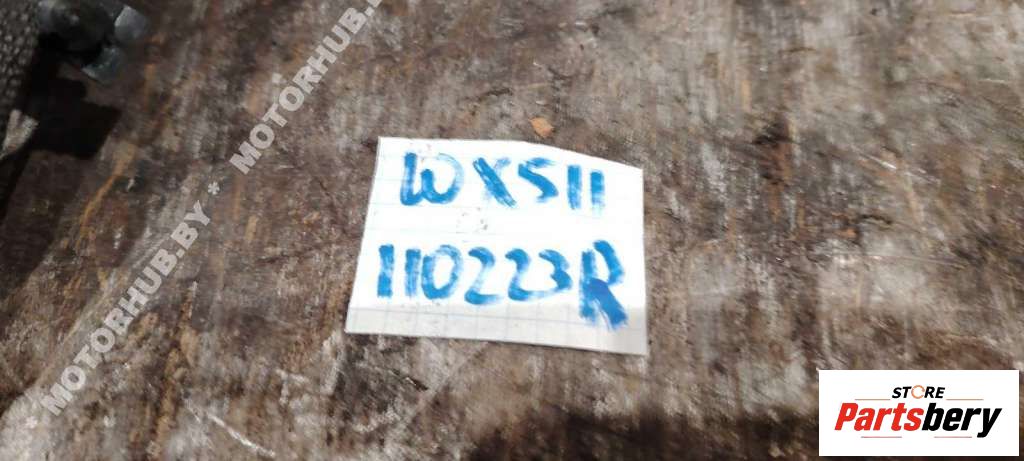 MOTORHUB.BY * MOTORHUB.BY
WX511
110223R
STORE
Partsbery